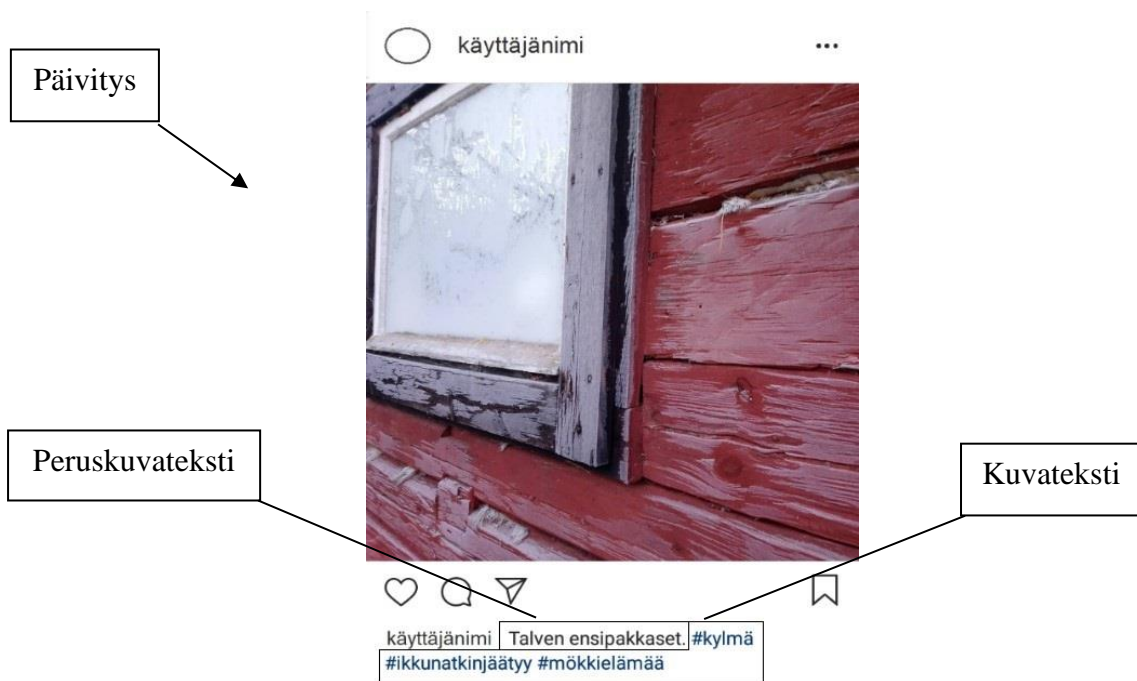 käyttäjänimi
Päivitys
Peruskuvateksti
Kuvateksti
käyttäjänimi Talven ensipakkaset. #kylmä
#ikkunatkinjäätyy #mökkielämää